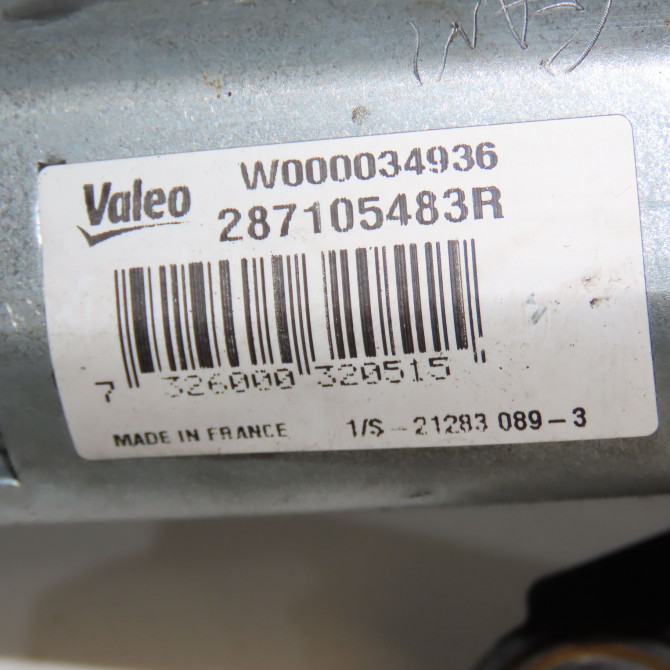 W000034936
Valeo
287105483R
7 326000 320515
MADE IN FRANCE 1/S - 21283 089-3